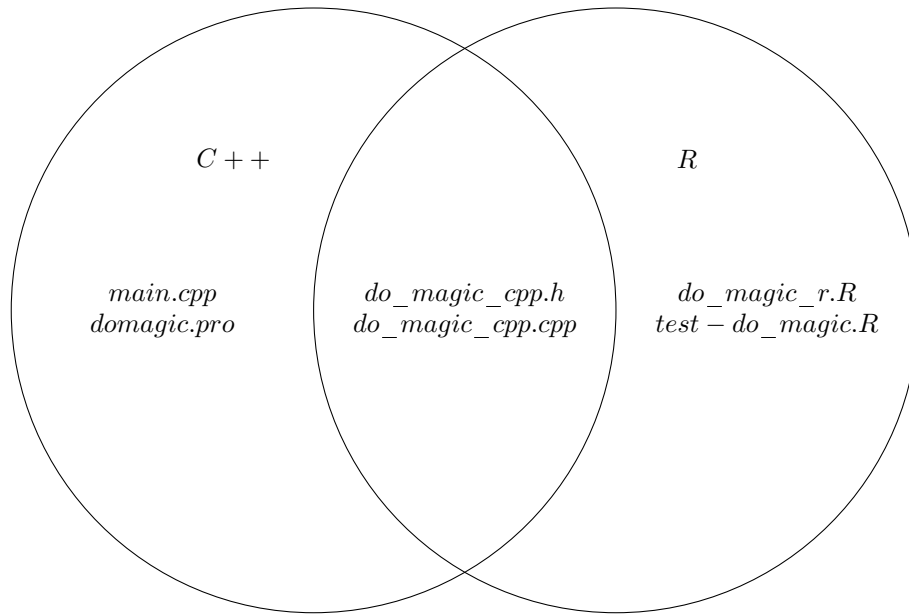 C + +
R
main.cpp
domagic.pro
do_magic_cpp.h
do_magic_cpp.cpp
do_magic_r.R
test − do_magic.R